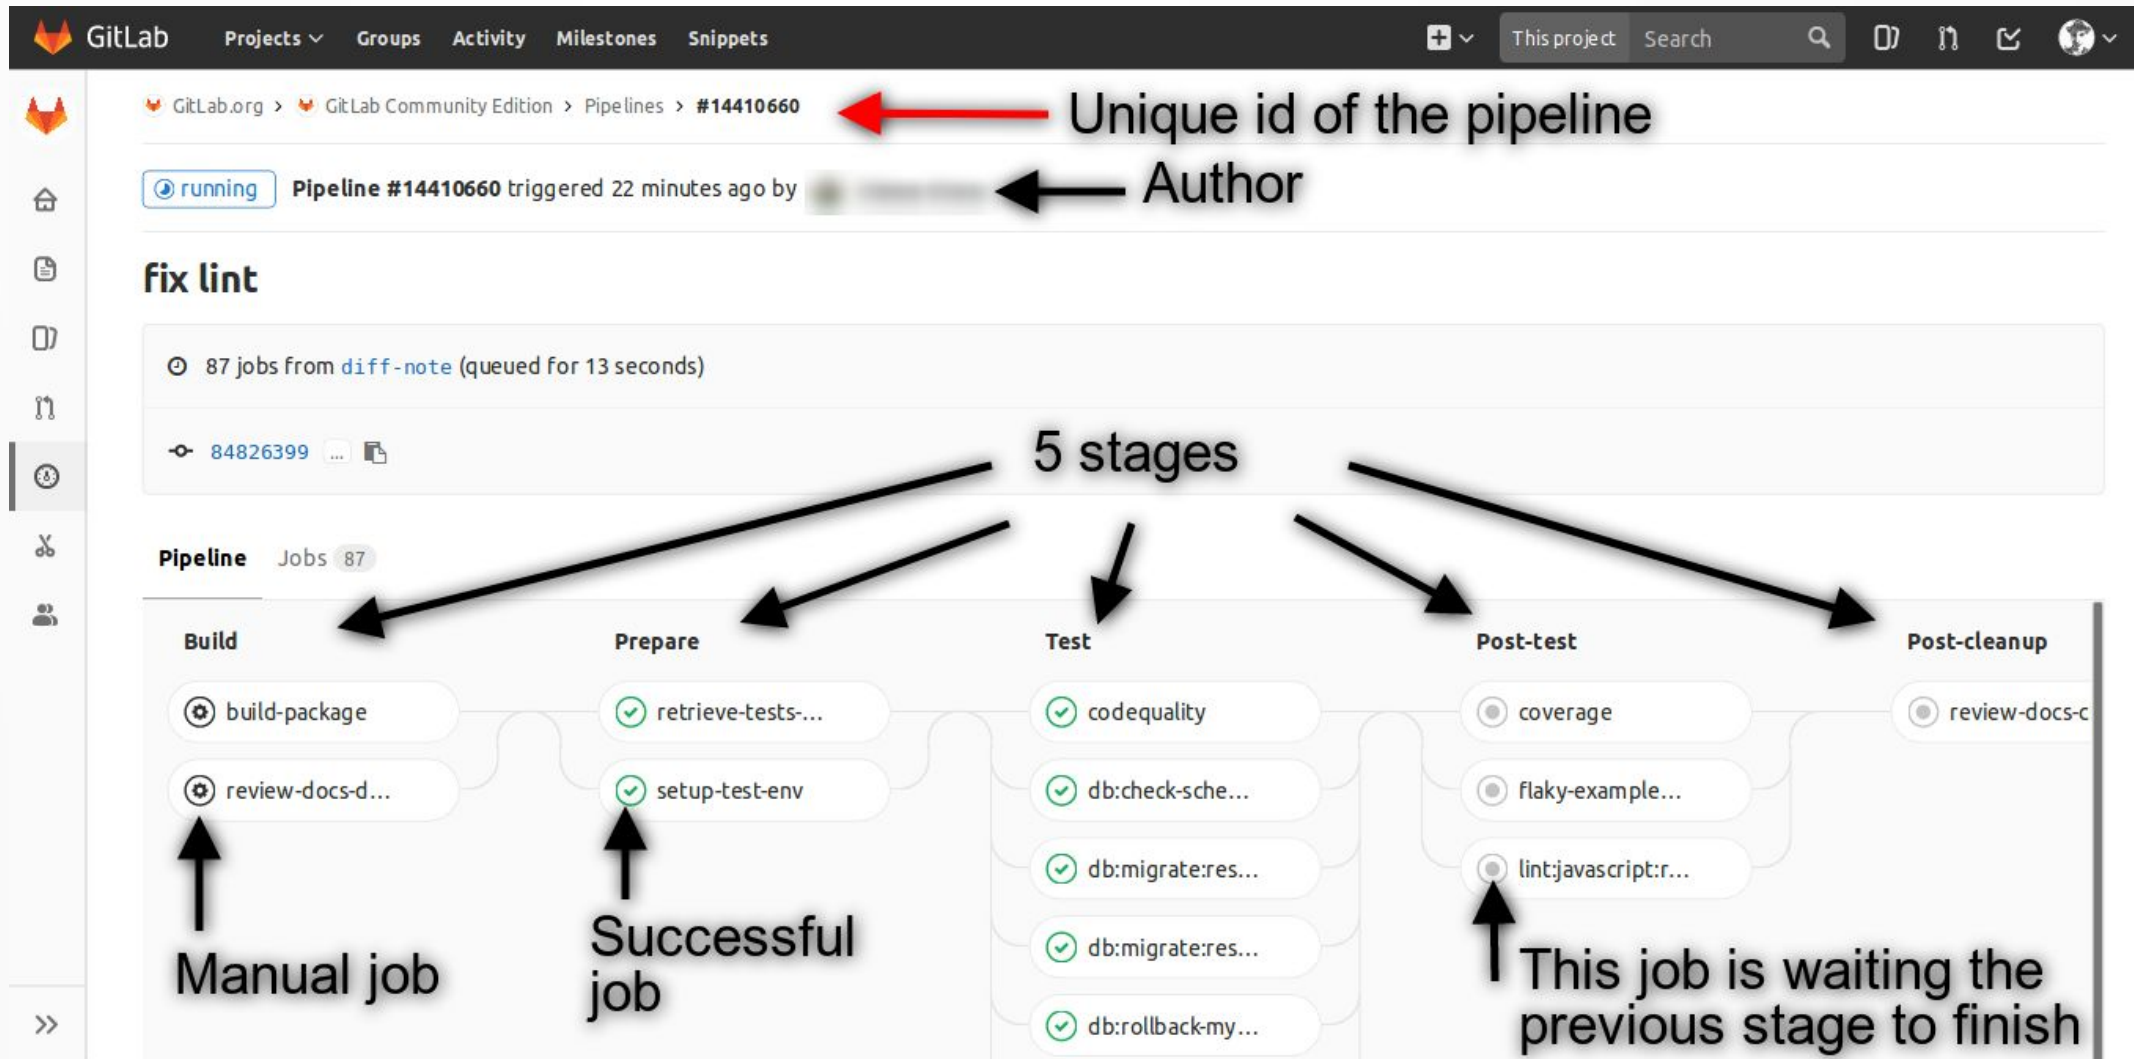 GitLab Projects Groups Activity Milestones Snippets This project Search
GitLab.org > GitLab Community Edition > Pipelines > #14410660
Unique id of the pipeline
running Pipeline #14410660 triggered 22 minutes ago by
Author
fix lint
87 jobs from diff-note (queued for 13 seconds)
84826399 ...
5 stages
Pipeline Jobs 87
Build Prepare Test Post-test Post-cleanup
build-package retrieve-tests-... codequality coverage review-docs-c
review-docs-d... setup-test-env db:check-sche... flaky-example...
db:migrate:res... lint:javascript:r...
db:migrate:res...
db:rollback-my...
Manual job
Successful
job
This job is waiting the
previous stage to finish